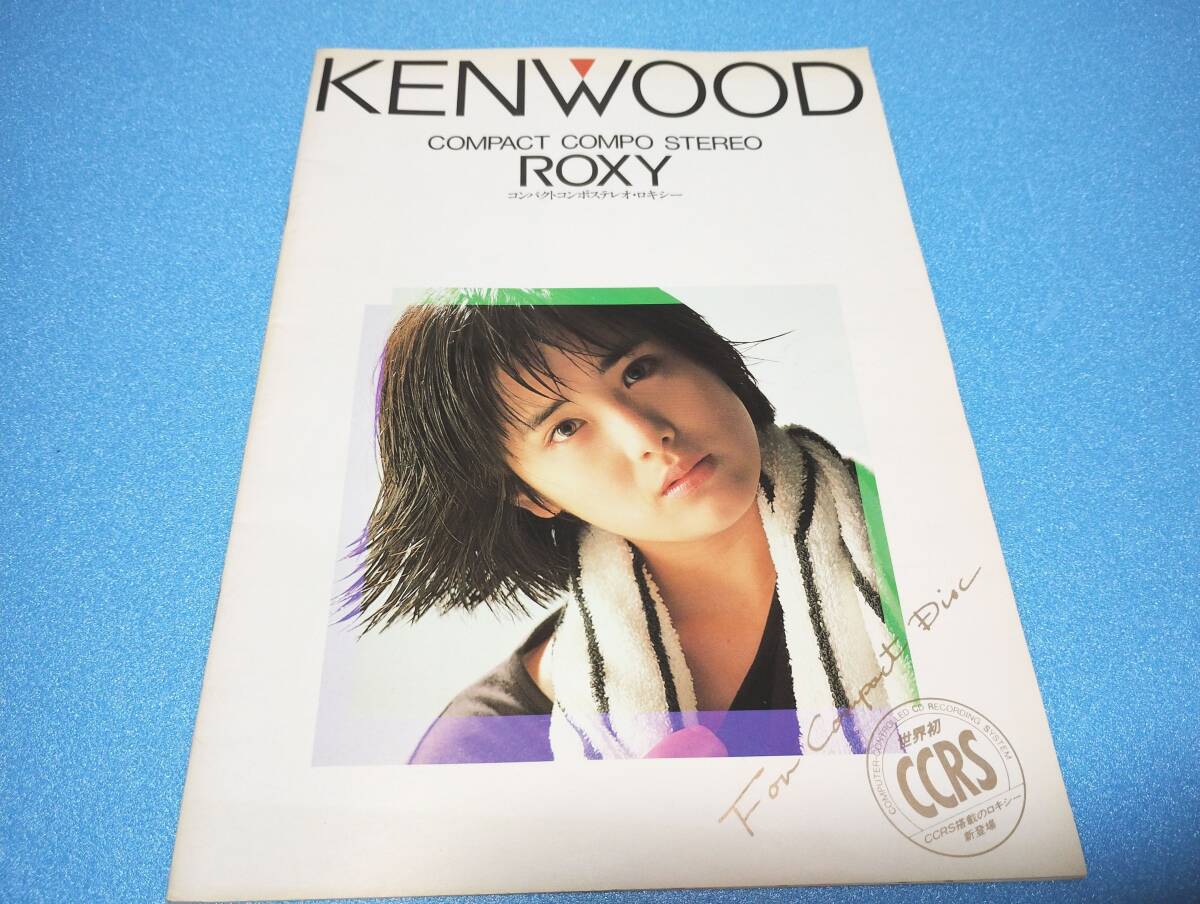 KENWOOD
COMPACT COMPO STEREO
ROXY
コンパクトコンポステレオ・ロキシー
For Compact Disc
COMPUTER-CONTROLLED CD RECORDING SYSTEM
世界初
CCRS
CCRS搭載のロキシー
新登場